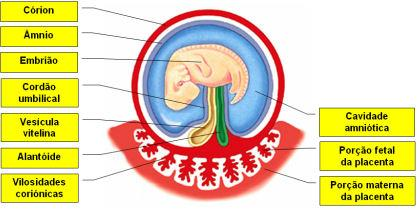 Córion
Âmnio
Embrião
Cordão
umbilical
Vesícula
vitelina
Alantóide
Vilosidades
coriónicas
Cavidade
amniótica
Porção fetal
da placenta
Porção materna
da placenta